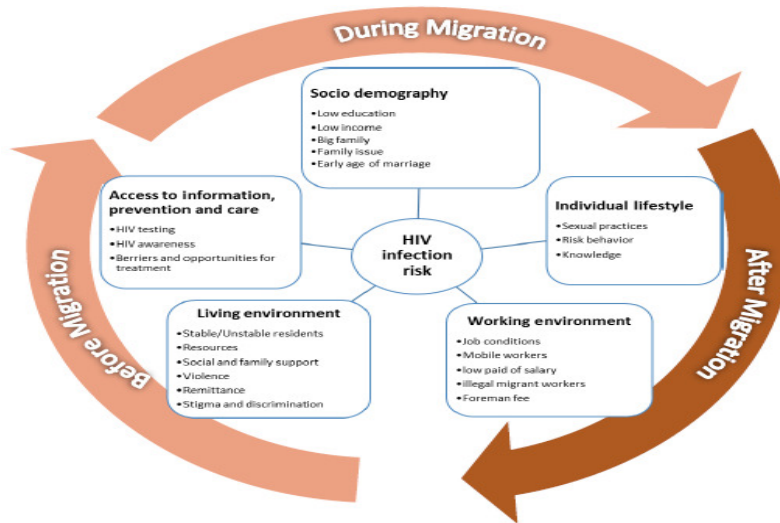 During Migration
Socio demography
•Low education
•Low income
•Big family
•Family issue
•Early age of marriage
Access to information,
prevention and care
•HIV testing
•HIV awareness
•Berriers and opportunities for
treatment
Individual lifestyle
•Sexual practices
•Risk behavior
•Knowledge
HIV
infection
risk
Living environment
•Stable/Unstable residents
•Resources
•Social and family support
•Violence
•Remittance
•Stigma and discrimination
Working environment
•Job conditions
•Mobile workers
•low paid of salary
•illegal migrant workers
•Foreman fee
After Migration
Before Migration